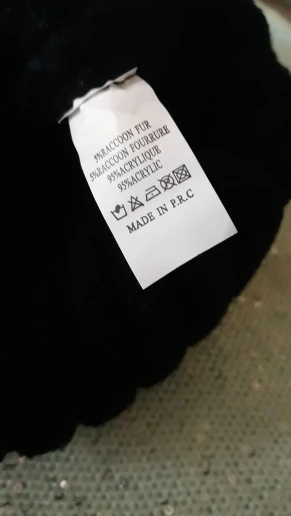 5%RACCOON FUR
5%RACCOON FOURRURE
95%ACRYLIQUE
95%ACRYLIC
MADE IN P.R.C